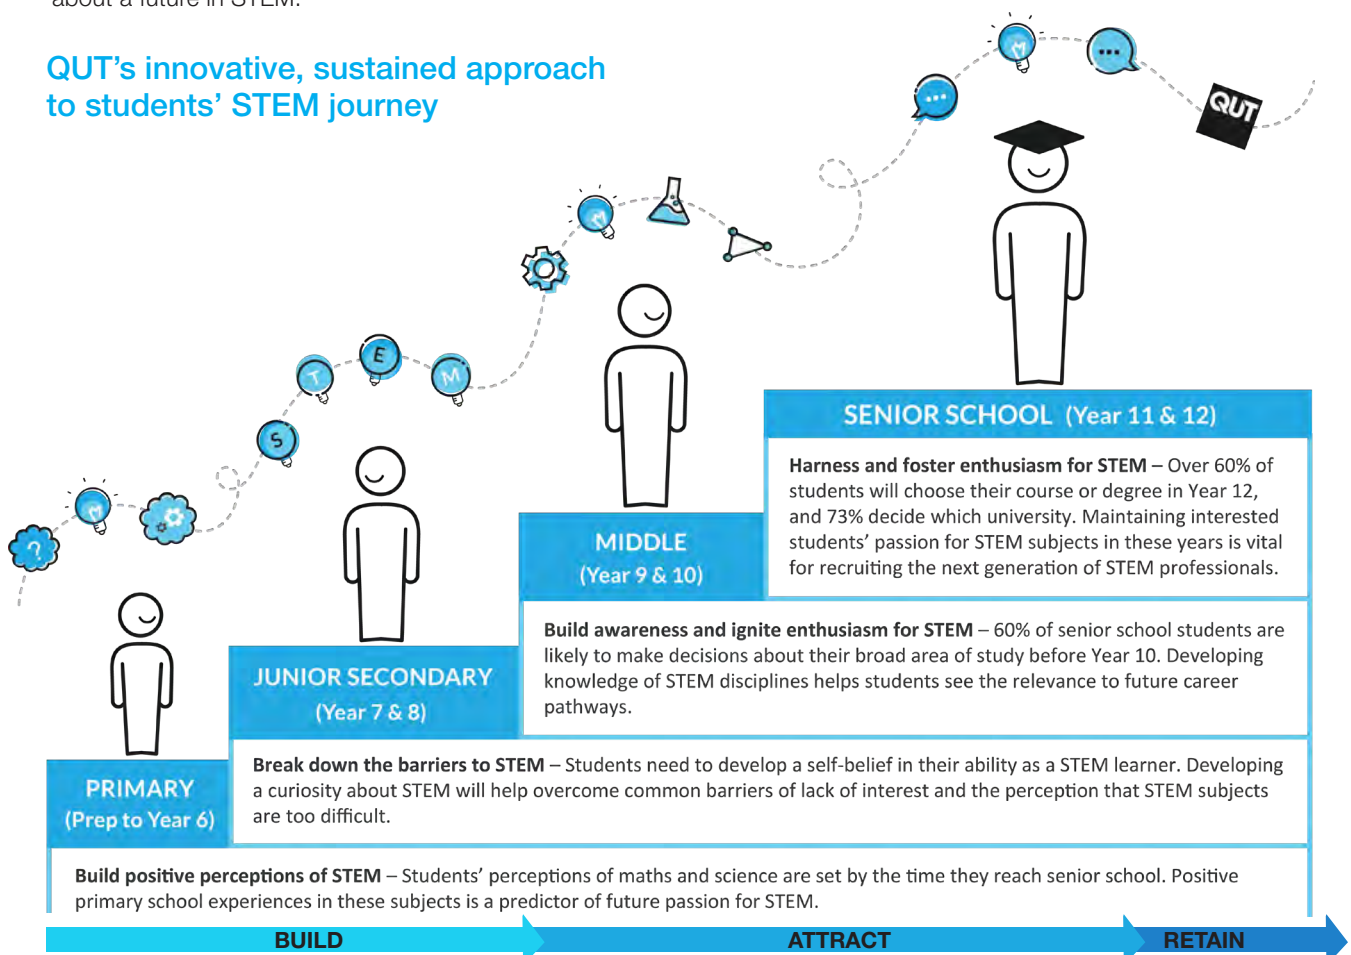 about a future in STEM.
QUT's innovative, sustained approach
to students' STEM journey
QUT
?
S
T
E
M
SENIOR SCHOOL (Year 11 & 12)
Harness and foster enthusiasm for STEM – Over 60% of
students will choose their course or degree in Year 12,
and 73% decide which university. Maintaining interested
students' passion for STEM subjects in these years is vital
for recruiting the next generation of STEM professionals.
MIDDLE
(Year 9 & 10)
Build awareness and ignite enthusiasm for STEM – 60% of senior school students are
likely to make decisions about their broad area of study before Year 10. Developing
knowledge of STEM disciplines helps students see the relevance to future career
pathways.
JUNIOR SECONDARY
(Year 7 & 8)
Break down the barriers to STEM – Students need to develop a self-belief in their ability as a STEM learner. Developing
a curiosity about STEM will help overcome common barriers of lack of interest and the perception that STEM subjects
are too difficult.
PRIMARY
(Prep to Year 6)
Build positive perceptions of STEM – Students' perceptions of maths and science are set by the time they reach senior school. Positive
primary school experiences in these subjects is a predictor of future passion for STEM.
BUILD
ATTRACT
RETAIN